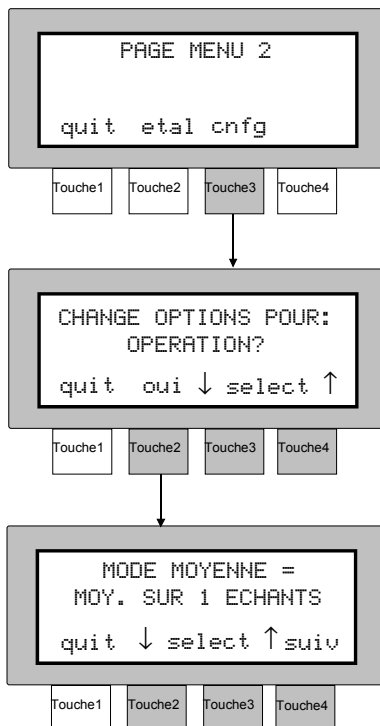 PAGE MENU 2
quit etal cnfg
Touche1 Touche2 Touche3 Touche4
CHANGE OPTIONS POUR:
OPERATION?
quit oui ↓ select ↑
Touche1 Touche2 Touche3 Touche4
MODE MOYENNE =
MOY. SUR 1 ECHANTS
quit ↓ select ↑ suiv
Touche1 Touche2 Touche3 Touche4